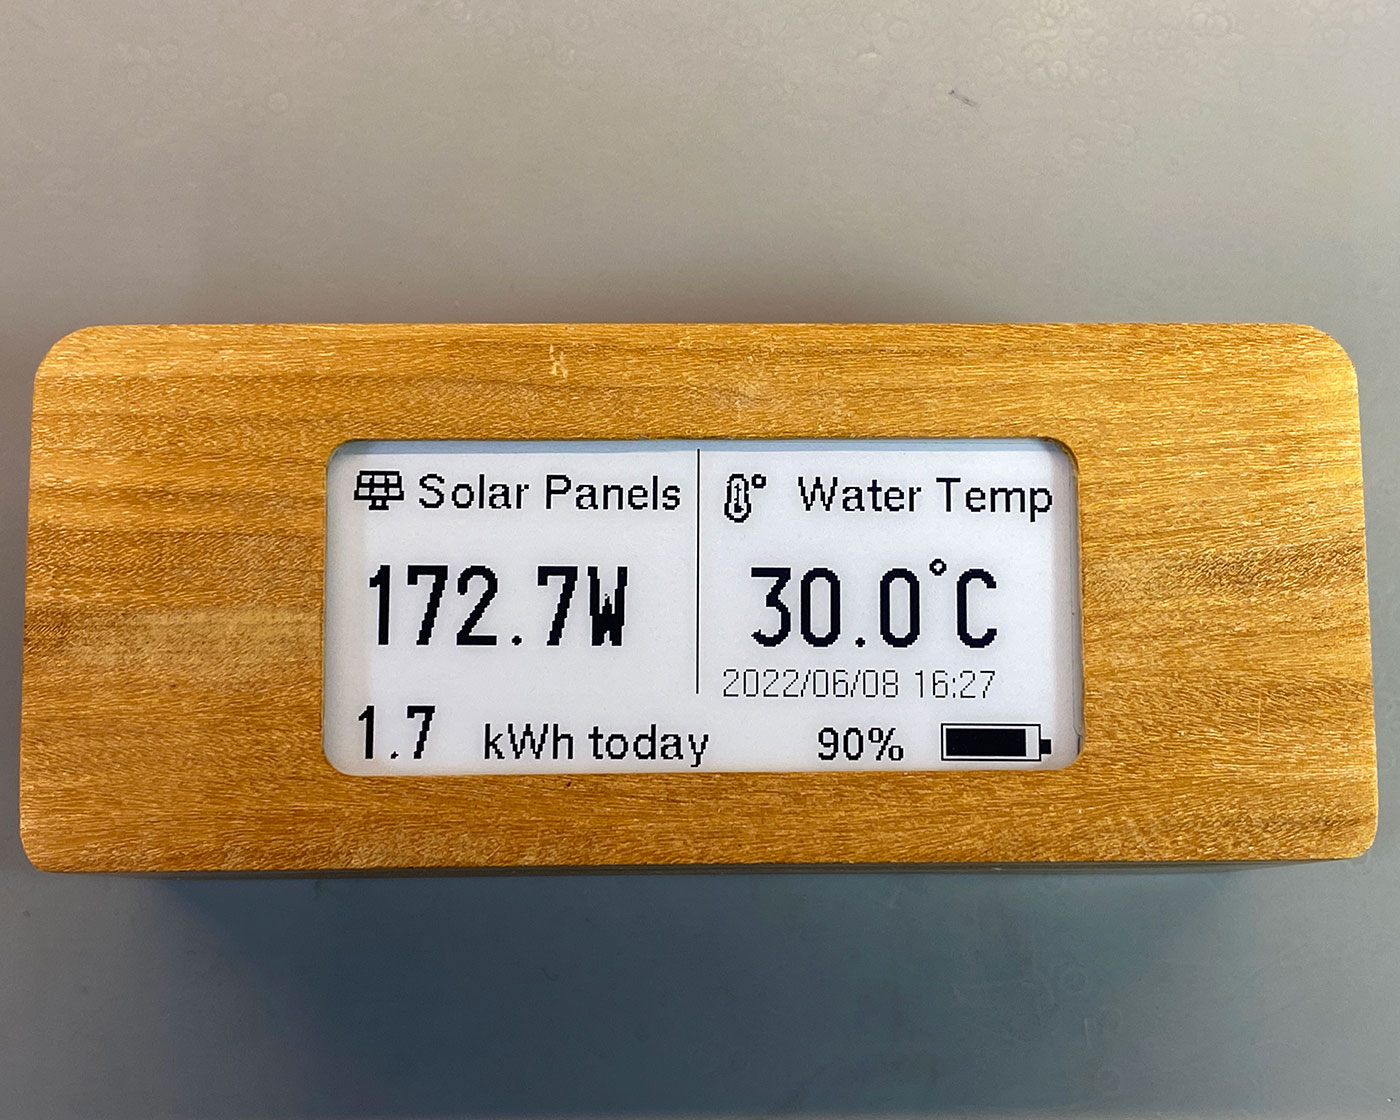 Solar Panels
172.7W
Water Temp
30.0°C
2022/06/08 16:27
1.7 kWh today
90%